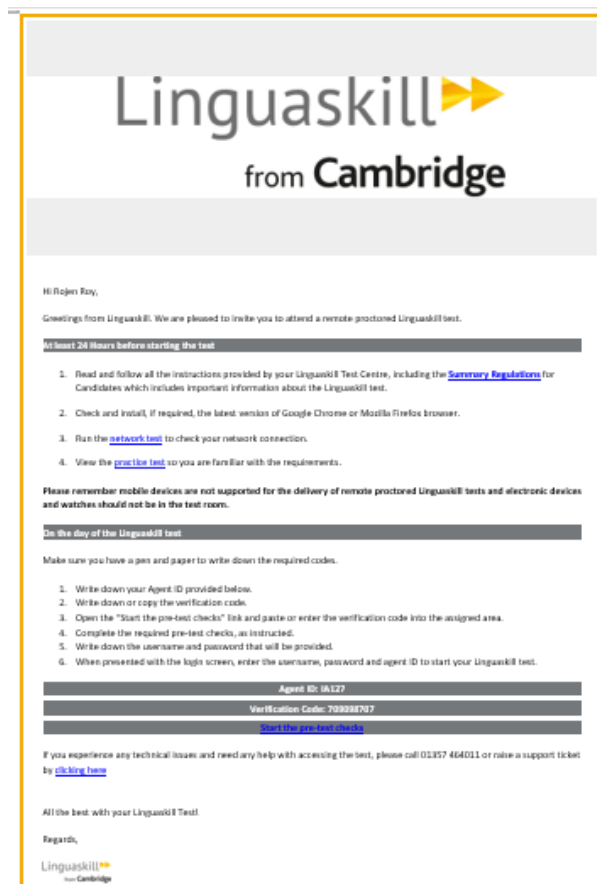 Linguaskill
from Cambridge
Hi Rojen Roy,
Greetings from Linguaskill. We are pleased to invite you to attend a remote proctored Linguaskill test.
At least 24 Hours before starting the test
1. Read and follow all the instructions provided by your Linguaskill Test Centre, including the Summary Regulations for
Candidates which includes important information about the Linguaskill test.
2. Check and install, if required, the latest version of Google Chrome or Mozilla Firefox browser.
3. Run the network test to check your network connection.
4. View the practice test so you are familiar with the requirements.
Please remember mobile devices are not supported for the delivery of remote proctored Linguaskill tests and electronic devices
and watches should not be in the test room.
On the day of the Linguaskill test
Make sure you have a pen and paper to write down the required codes.
1. Write down your Agent ID provided below.
2. Write down or copy the verification code.
3. Open the "Start the pre-test checks" link and paste or enter the verification code into the assigned area.
4. Complete the required pre-test checks, as instructed.
5. Write down the username and password that will be provided.
6. When presented with the login screen, enter the username, password and agent ID to start your Linguaskill test.
Agent ID: IA127
Verification Code: 709098707
Start the pre-test checks
If you experience any technical issues and need any help with accessing the test, please call 01357 464011 or raise a support ticket
by clicking here
All the best with your Linguaskill Test!
Regards,
Linguaskill
from Cambridge